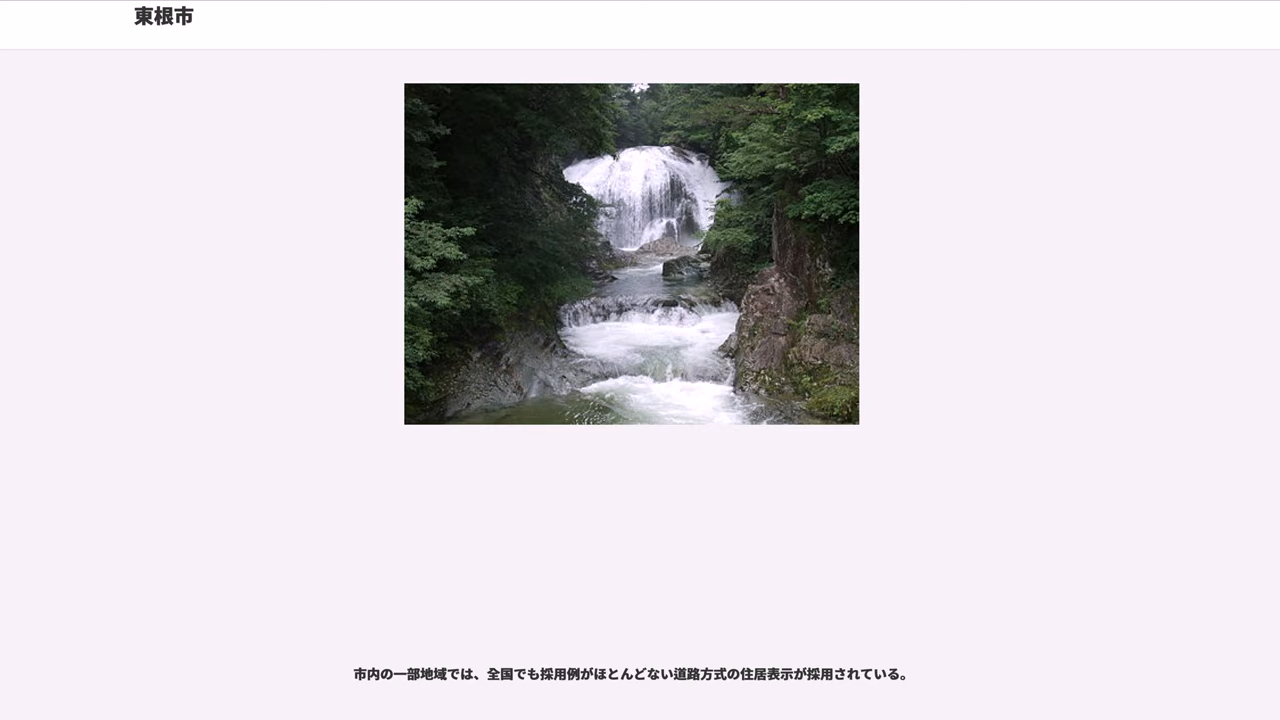 東根市
市内の一部地域では、全国でも採用例がほとんどない道路方式の住居表示が採用されている。